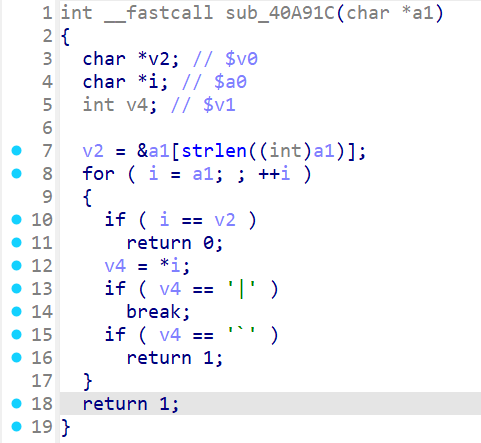 1 int __fastcall sub_40A91C(char *a1)
2 {
3   char *v2; // $v0
4   char *i; // $a0
5   int v4; // $v1
6
7   v2 = &a1[strlen((int)a1)];
8   for ( i = a1; ; ++i )
9   {
10     if ( i == v2 )
11       return 0;
12     v4 = *i;
13     if ( v4 == '|' )
14       break;
15     if ( v4 == '`' )
16       return 1;
17   }
18   return 1;
19 }